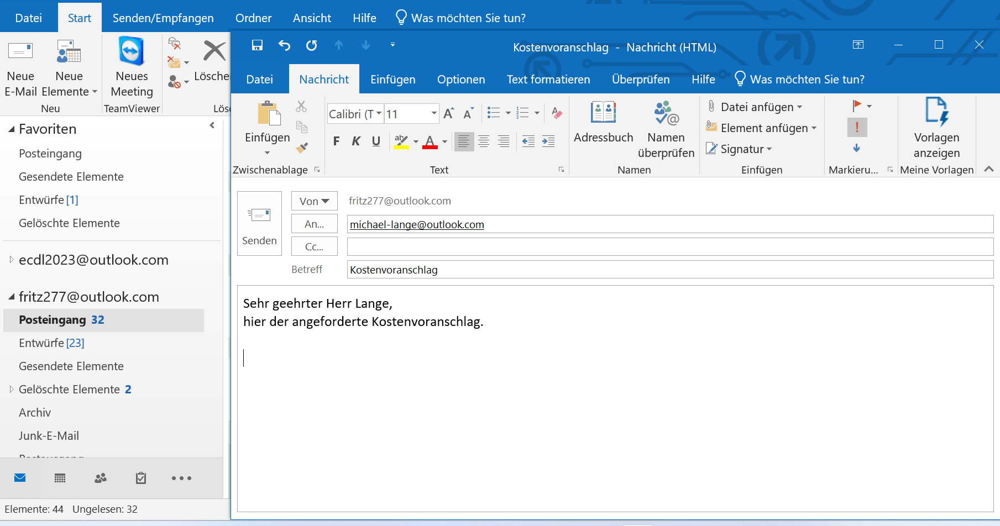 Datei Start Senden/Empfangen Ordner Ansicht Hilfe Was möchten Sie tun?
Neue
E-Mail
Neue
Elemente
Neu
Neues
Meeting
TeamViewer
Kostenvoranschlag - Nachricht (HTML)
Datei Nachricht Einfügen Optionen Text formatieren Überprüfen Hilfe Was möchten Sie tun?
Einfügen
Zwischenablage
Calibri (T 11
F K U
Text
Adressbuch
Namen
überprüfen
Namen
Datei anfügen
Element anfügen
Signatur
Einfügen
Markieru...
Vorlagen
anzeigen
Meine Vorlagen
Favoriten
Posteingang
Gesendete Elemente
Entwürfe [1]
Gelöschte Elemente
ecdl2023@outlook.com
fritz277@outlook.com
Posteingang 32
Entwürfe [23]
Gesendete Elemente
Gelöschte Elemente 2
Archiv
Junk-E-Mail
Elemente: 44 Ungelesen: 32
Senden
Von fritz277@outlook.com
An... michael-lange@outlook.com
Cc...
Betreff Kostenvoranschlag
Sehr geehrter Herr Lange,
hier der angeforderte Kostenvoranschlag.